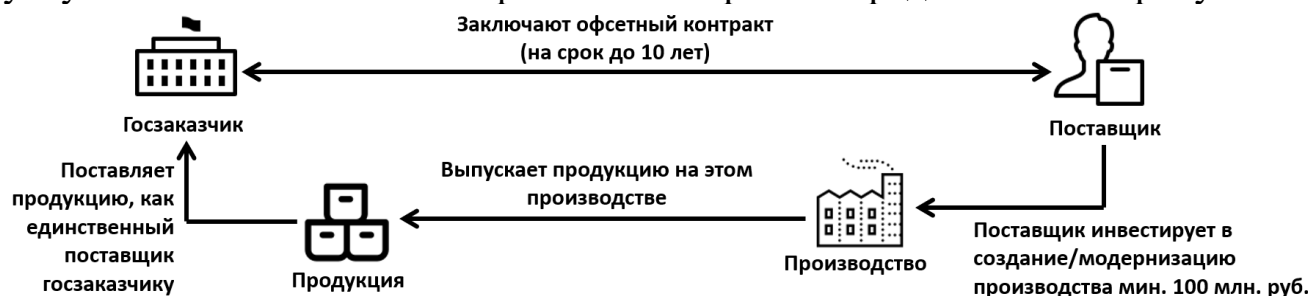 Заключают офсетный контракт
(на срок до 10 лет)
Госзаказчик
Поставщик
Поставляет
продукцию, как
единственный
поставщик
госзаказчику
Выпускает продукцию на этом
производстве
Продукция
Производство
Поставщик инвестирует в
создание/модернизацию
производства мин. 100 млн. руб.